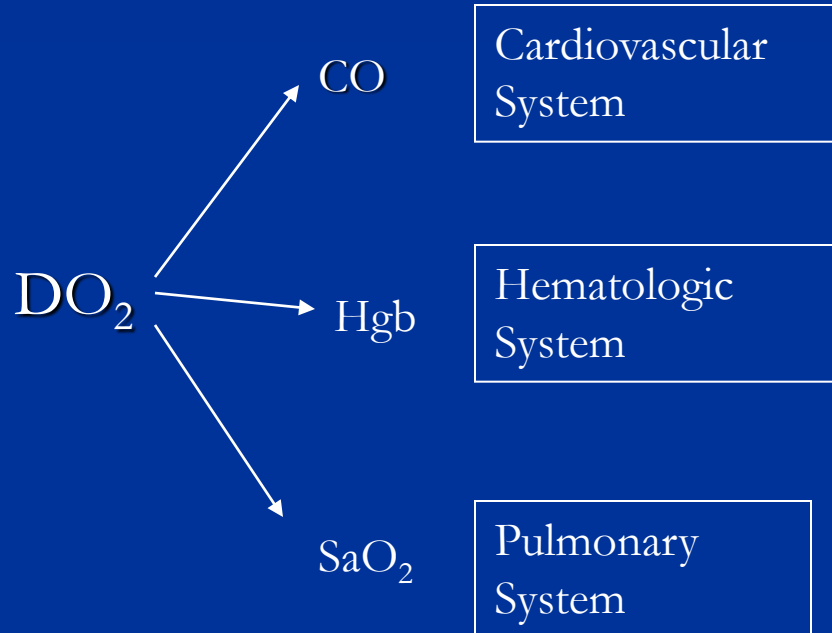 CO
Cardiovascular
System
DO₂
Hgb
Hematologic
System
SaO₂
Pulmonary
System